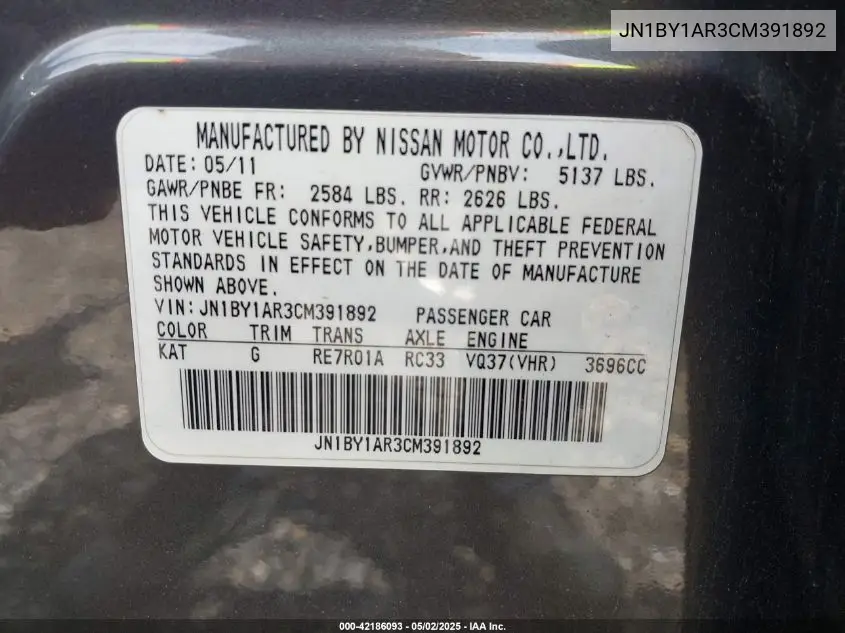 JN1BY1AR3CM391892
MANUFACTURED BY NISSAN MOTOR CO.,LTD.
DATE: 05/11 GVWR/PNBV: 5137 LBS.
GAWR/PNBE FR: 2584 LBS. RR: 2626 LBS.
THIS VEHICLE CONFORMS TO ALL APPLICABLE FEDERAL
MOTOR VEHICLE SAFETY,BUMPER,AND THEFT PREVENTION
STANDARDS IN EFFECT ON THE DATE OF MANUFACTURE
SHOWN ABOVE.
VIN:JN1BY1AR3CM391892 PASSENGER CAR
COLOR TRIM TRANS AXLE ENGINE
KAT G RE7R01A RC33 VQ37(VHR) 3696CC
JN1BY1AR3CM391892
000-42186093 - 05/02/2025 - IAA Inc.